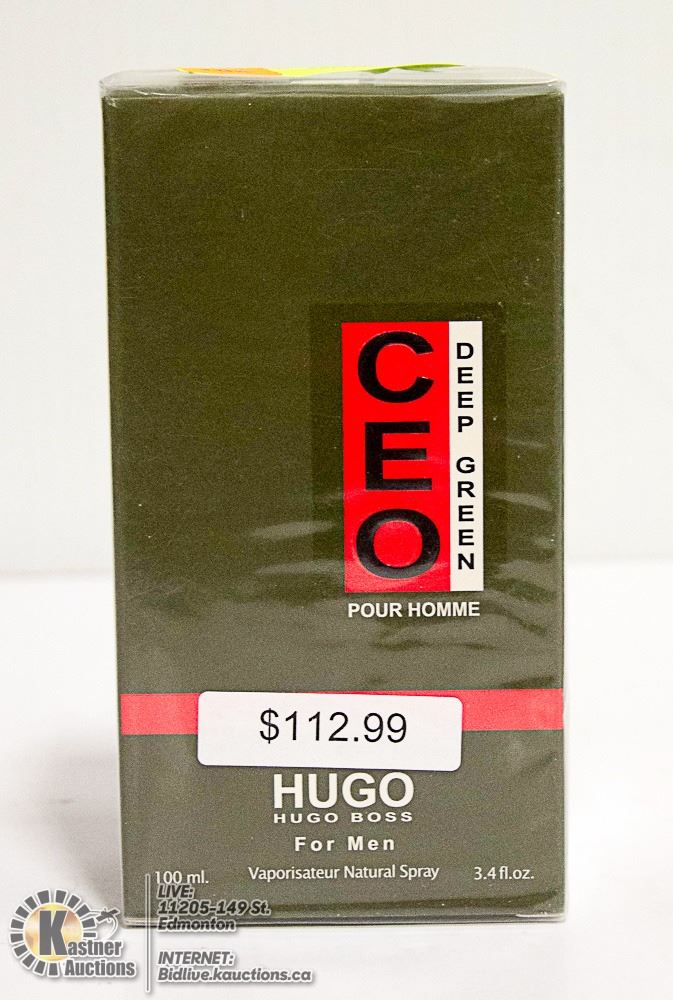 CEO
DEEP GREEN
POUR HOMME
$112.99
HUGO
HUGO BOSS
For Men
100 ml.
Vaporisateur Natural Spray
3.4 fl.oz.
Kastner
Auctions
LIVE:
11205-149 St.
Edmonton
INTERNET:
Bidlive.kauctions.ca